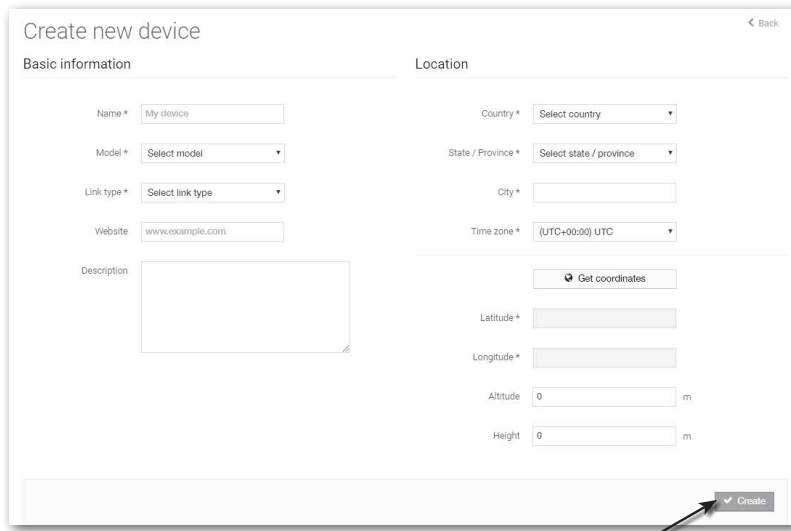 Create new device
Back
Basic information
Name *
My device
Model *
Select model
Link type *
Select link type
Website
www.example.com
Description
Location
Country *
Select country
State / Province *
Select state / province
City *
Time zone *
(UTC+00:00) UTC
Get coordinates
Latitude *
Longitude *
Altitude
0
m
Height
0
m
Create